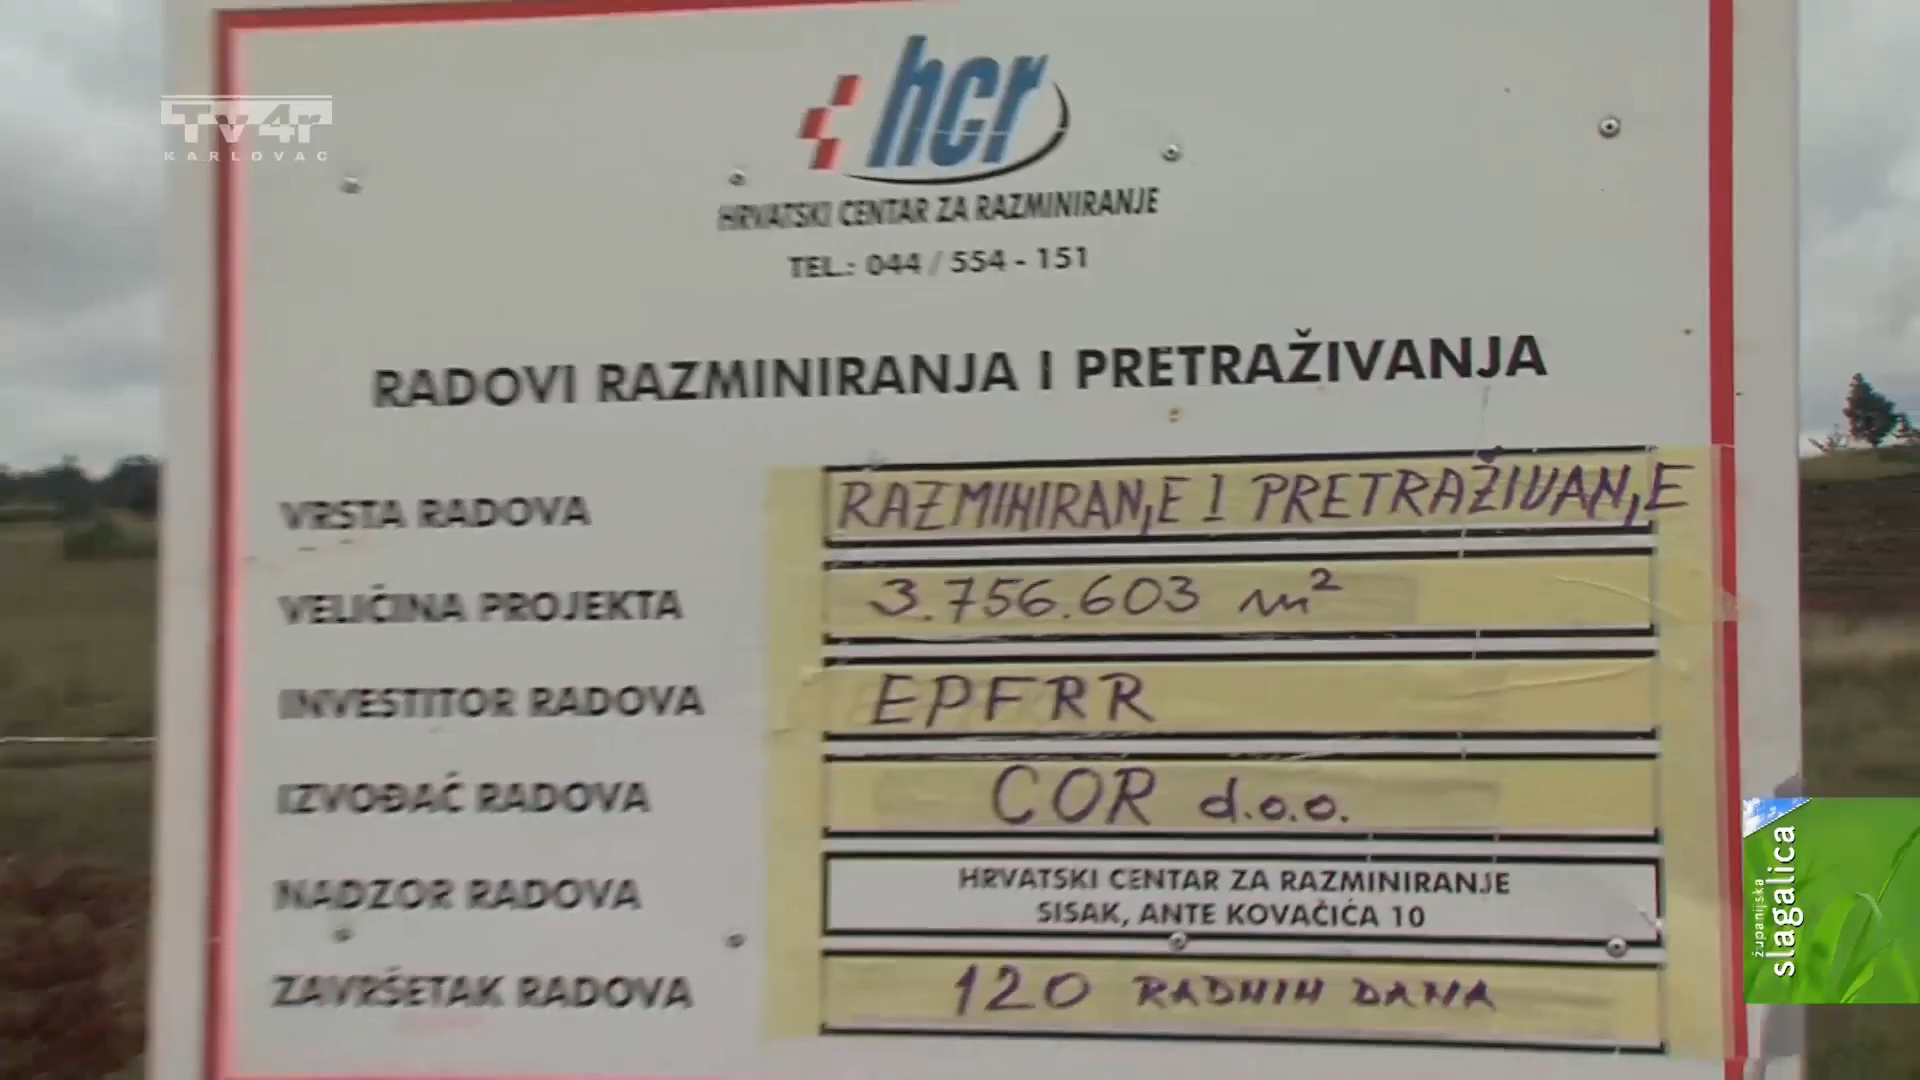 Tv4r
KARLOVAC
hcr
HRVATSKI CENTAR ZA RAZMINIRANJE
TEL.: 044 / 554 - 151
RADOVI RAZMINIRANJA I PRETRAŽIVANJA
VRSTA RADOVA RAZMINIRANJE I PRETRAŽIVANJE
VELIČINA PROJEKTA 3.756.603 m²
INVESTITOR RADOVA EPFRR
IZVOĐAČ RADOVA COR d.o.o.
NADZOR RADOVA HRVATSKI CENTAR ZA RAZMINIRANJE
SISAK, ANTE KOVAČIĆA 10
ZAVRŠETAK RADOVA 120 RADNIH DANA
županijska
slagalica